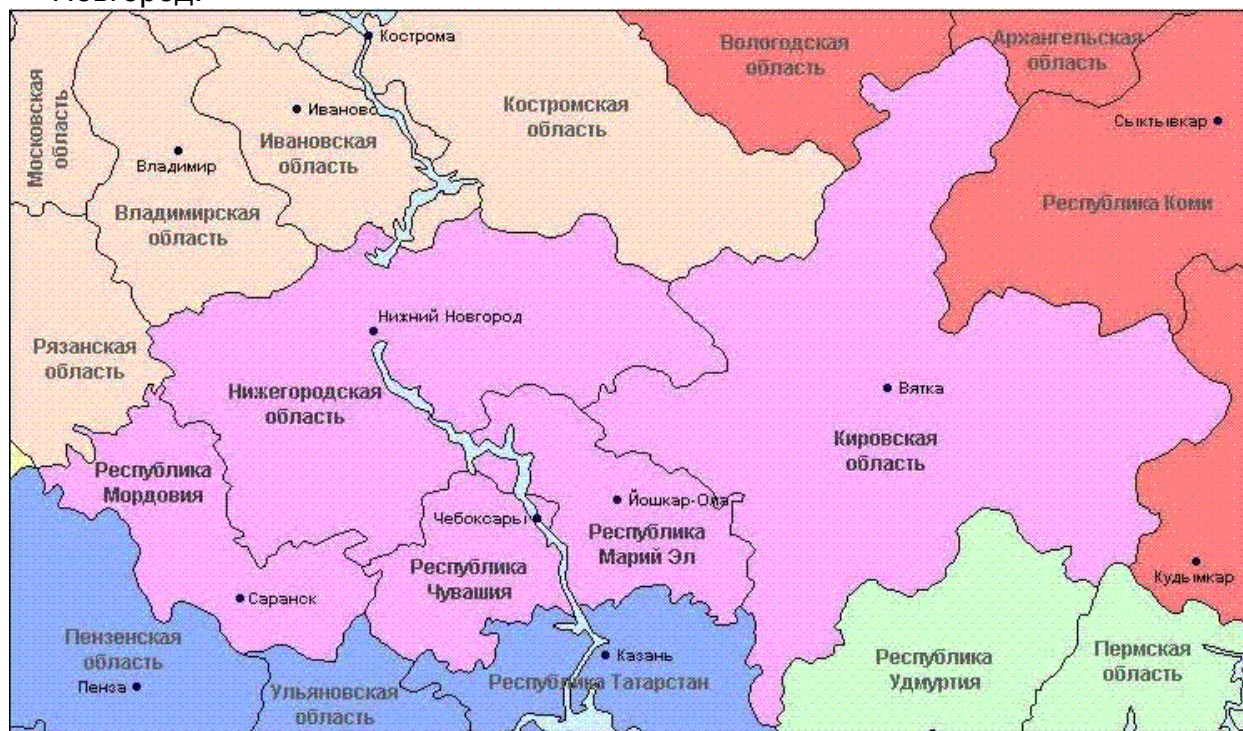 Новгород.
Кострома
Вологодская
область
Архангельская
область
Московская
область
Иваново
Ивановская
область
Костромская
область
Сыктывкар
Владимир
Владимирская
область
Республика Коми
Нижний Новгород
Рязанская
область
Нижегородская
область
Вятка
Кировская
область
Республика
Мордовия
Йошкар-Ола
Чебоксары
Республика
Марий Эл
Республика
Чувашия
Кудымкар
Саранск
Пензенская
область
Пенза
Ульяновская
область
Казань
Республика Татарстан
Республика
Удмуртия
Пермская
область